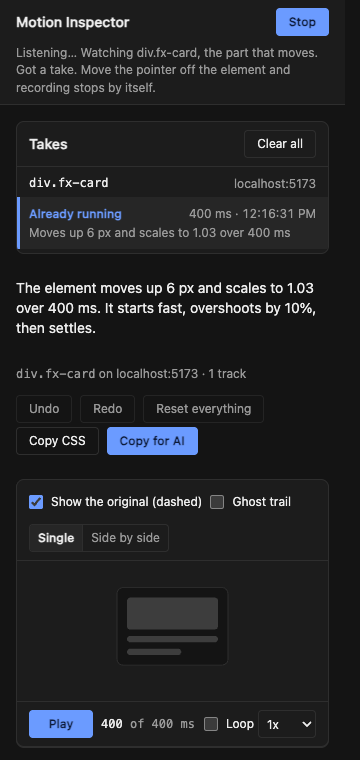 Motion Inspector
Stop
Listening... Watching div.fx-card, the part that moves.
Got a take. Move the pointer off the element and
recording stops by itself.
Takes
Clear all
div.fx-card
localhost:5173
Already running
400 ms · 12:16:31 PM
Moves up 6 px and scales to 1.03 over 400 ms
The element moves up 6 px and scales to 1.03
over 400 ms. It starts fast, overshoots by 10%,
then settles.
div.fx-card on localhost:5173 · 1 track
Undo
Redo
Reset everything
Copy CSS
Copy for AI
Show the original (dashed)
Ghost trail
Single
Side by side
Play
400 of 400 ms
Loop
1x